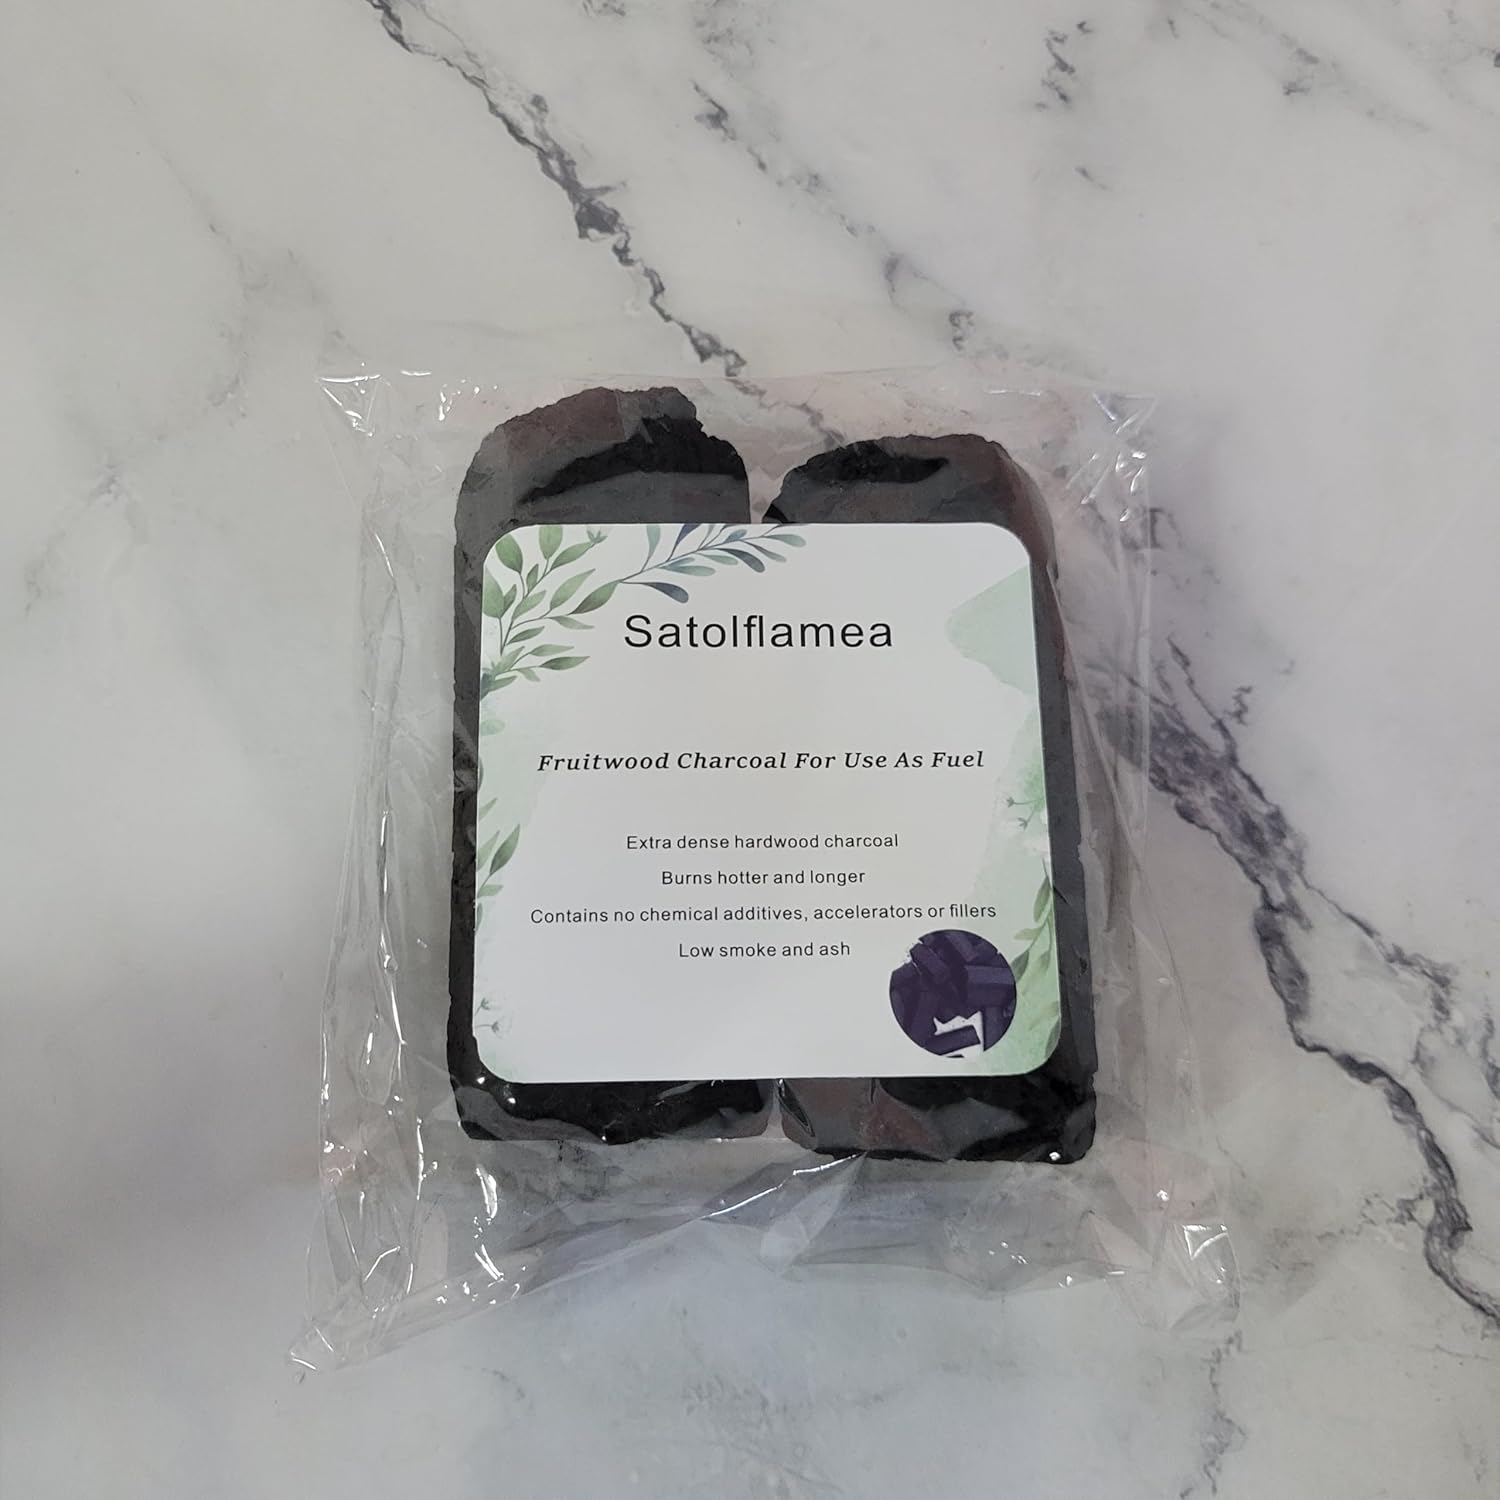 Satolflamea
Fruitwood Charcoal For Use As Fuel
Extra dense hardwood charcoal
Burns hotter and longer
Contains no chemical additives, accelerators or fillers
Low smoke and ash